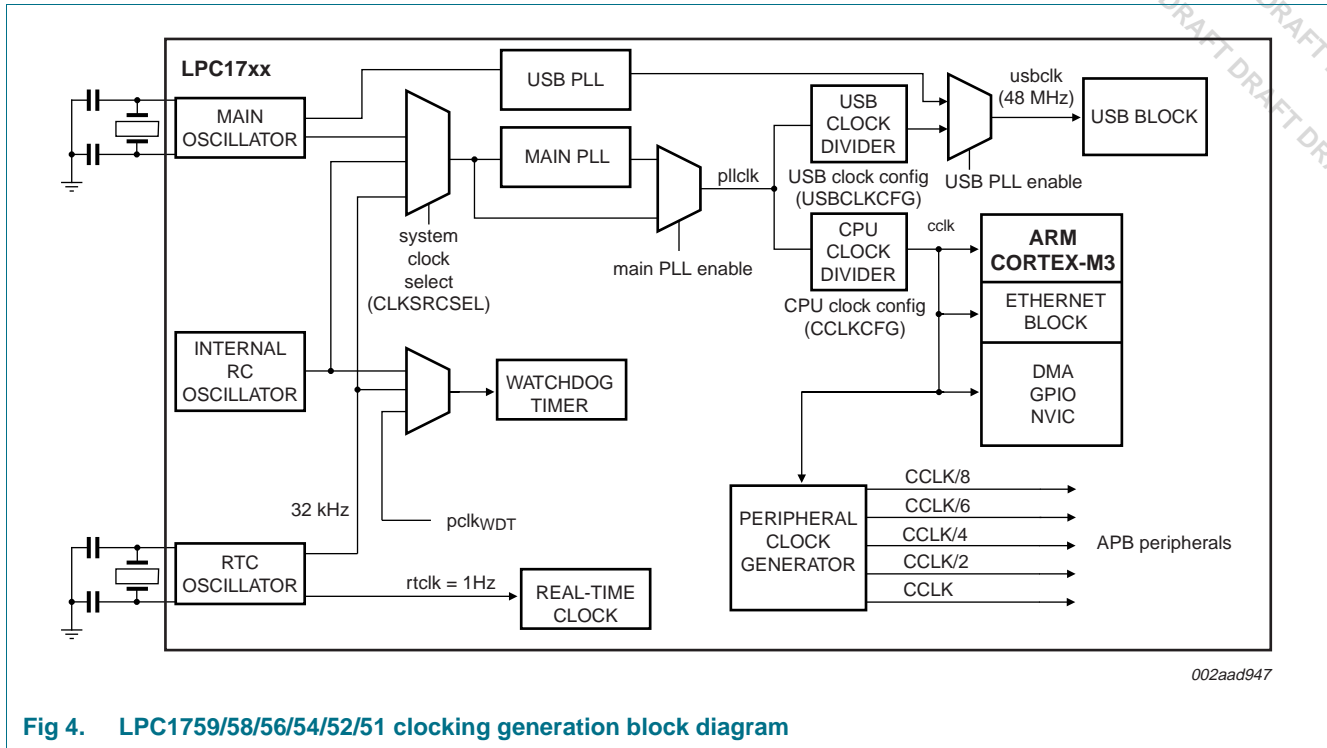 DRAFT
DRAFT DRAFT DR
LPC17xx
MAIN
OSCILLATOR
USB PLL
MAIN PLL
system
clock
select
(CLKSRCSEL)
main PLL enable
pllclk
USB
CLOCK
DIVIDER
USB clock config
(USBCLKCFG)
usbclk
(48 MHz)
USB BLOCK
USB PLL enable
CPU
CLOCK
DIVIDER
CPU clock config
(CCLKCFG)
cclk
ARM
CORTEX-M3
ETHERNET
BLOCK
DMA
GPIO
NVIC
INTERNAL
RC
OSCILLATOR
WATCHDOG
TIMER
32 kHz
pclkWDT
RTC
OSCILLATOR
rtclk = 1Hz
REAL-TIME
CLOCK
PERIPHERAL
CLOCK
GENERATOR
CCLK/8
CCLK/6
CCLK/4
CCLK/2
CCLK
APB peripherals
002aad947
Fig 4. LPC1759/58/56/54/52/51 clocking generation block diagram